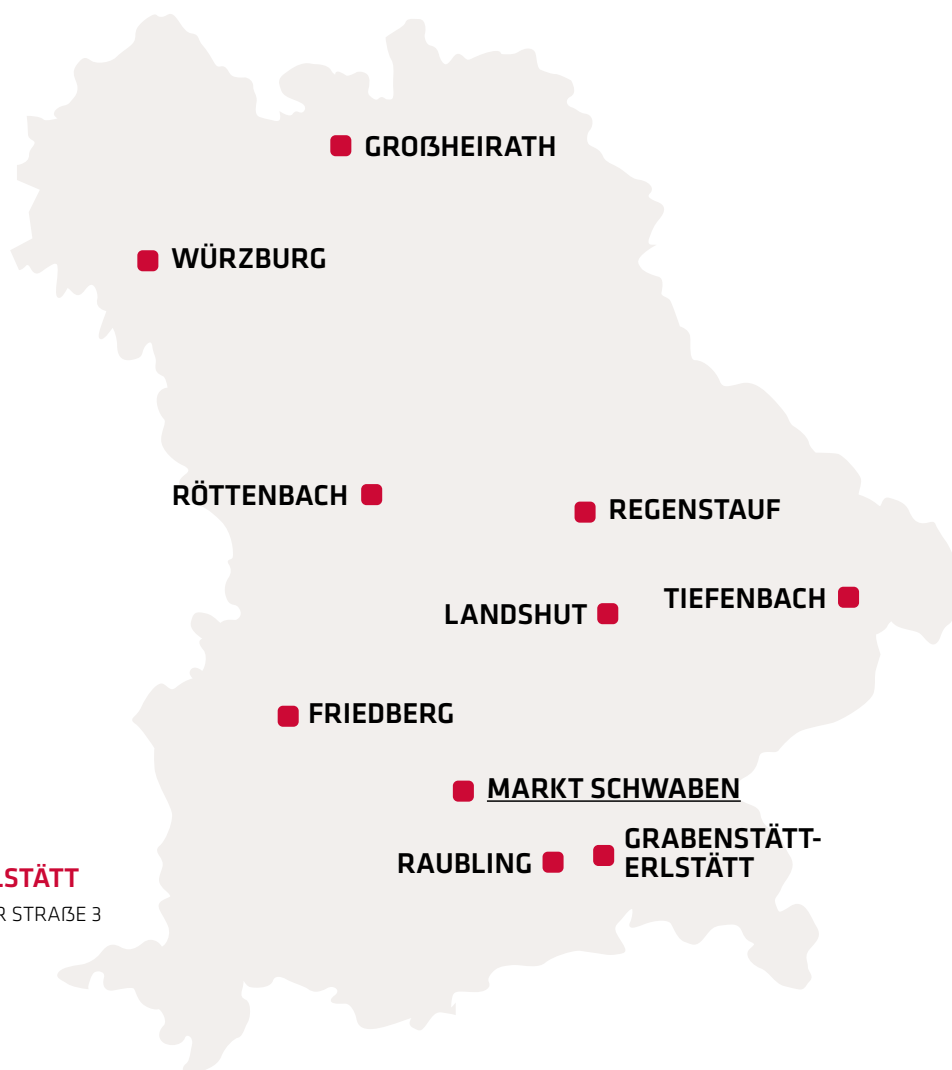 GROẞHEIRATH
WÜRZBURG
RÖTTENBACH
REGENSTAUF
TIEFENBACH
LANDSHUT
FRIEDBERG
MARKT SCHWABEN
GRABENSTÄTT-
ERLSTÄTT
RAUBLING
LSTÄTT
R STRAẞE 3